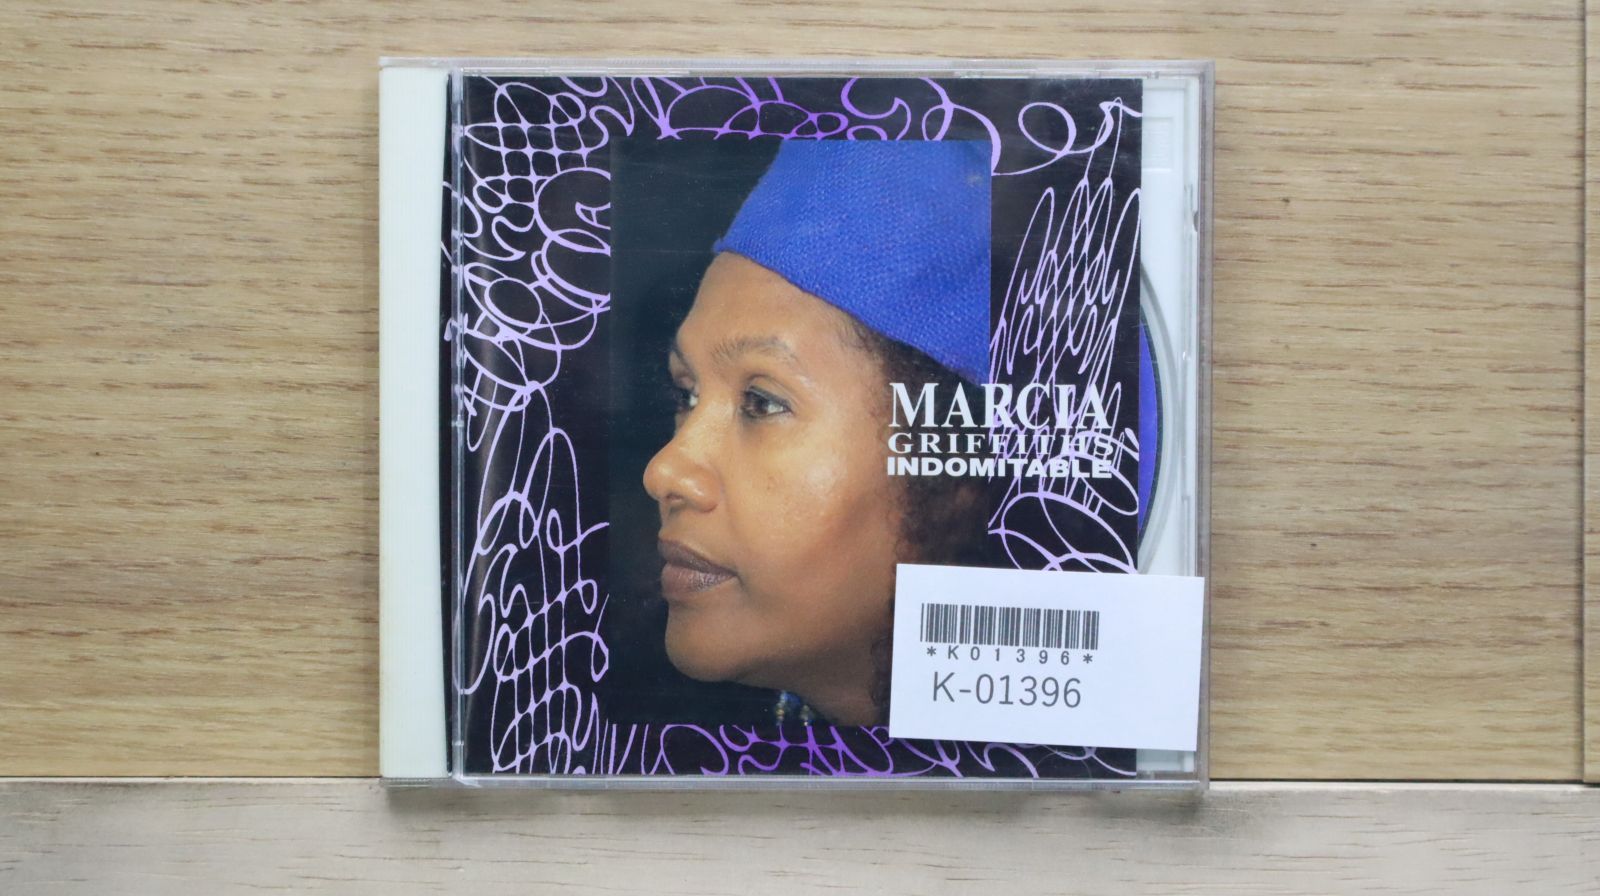 MARCIA
GRIFFITHS
INDOMITABLE
*K01396*
K-01396